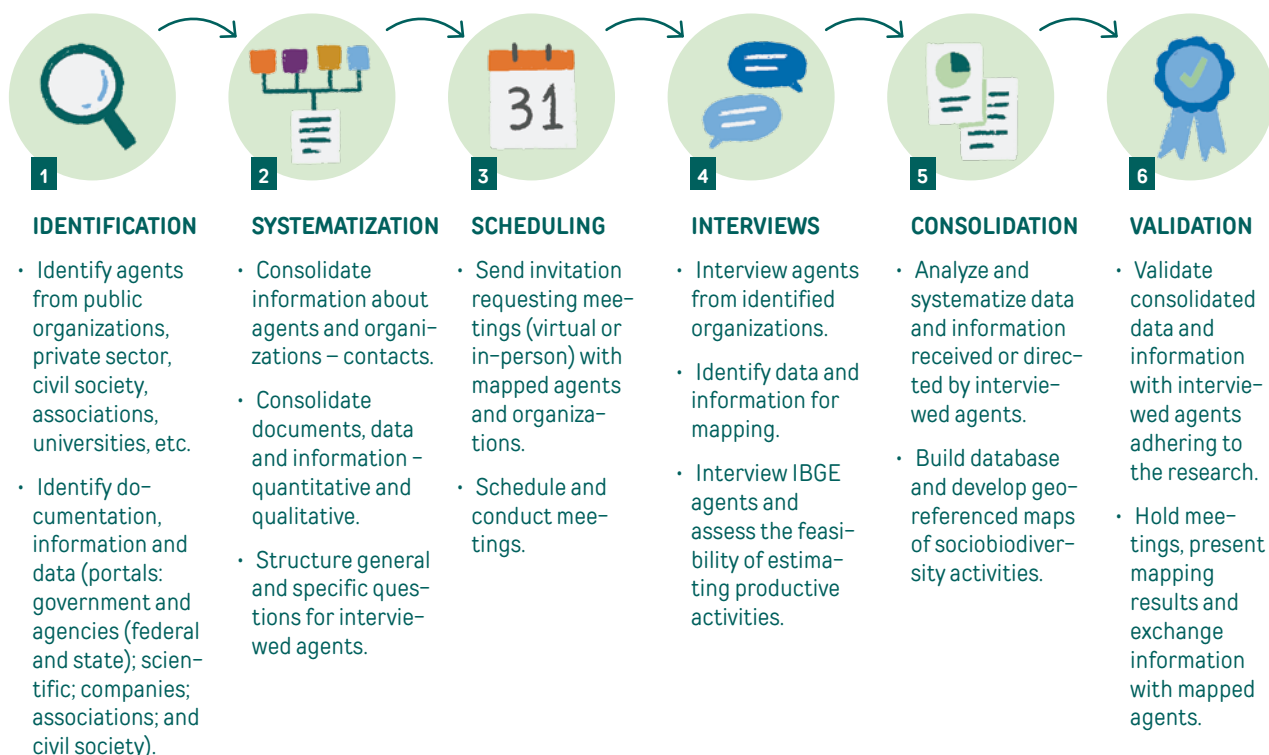 31
1
2
3
4
5
6
IDENTIFICATION
• Identify agents
from public
organizations,
private sector,
civil society,
associations,
universities, etc.
• Identify do-
cumentation,
information and
data (portals:
government and
agencies (federal
and state); scien-
tific; companies;
associations; and
civil society).
SYSTEMATIZATION
• Consolidate
information about
agents and organi-
zations – contacts.
• Consolidate
documents, data
and information –
quantitative and
qualitative.
• Structure general
and specific ques-
tions for intervie-
wed agents.
SCHEDULING
• Send invitation
requesting mee-
tings (virtual or
in-person) with
mapped agents
and organiza-
tions.
• Schedule and
conduct mee-
tings.
INTERVIEWS
• Interview agents
from identified
organizations.
• Identify data and
information for
mapping.
• Interview IBGE
agents and
assess the feasi-
bility of estima-
ting productive
activities.
CONSOLIDATION
• Analyze and
systematize data
and information
received or direc-
ted by intervie-
wed agents.
• Build database
and develop geo-
referenced maps
of sociobiodiver-
sity activities.
VALIDATION
• Validate
consolidated
data and
information
with intervie-
wed agents
adhering to
the research.
• Hold mee-
tings, present
mapping
results and
exchange
information
with mapped
agents.